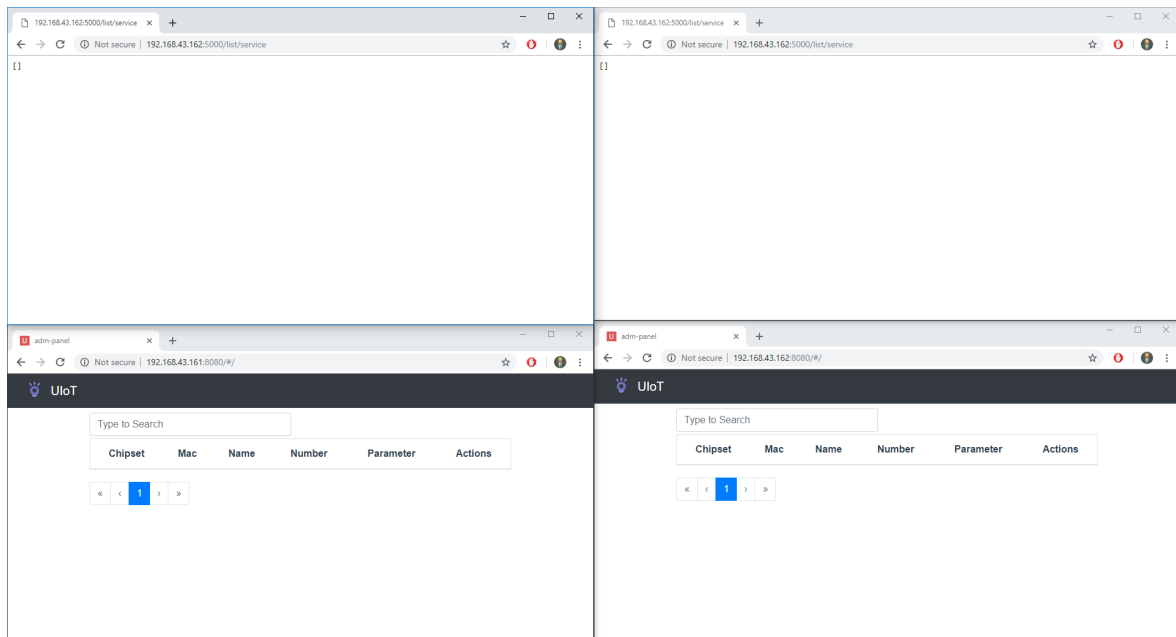 192.168.43.162:5000/list/service
Not secure | 192.168.43.162:5000/list/service
[]
192.168.43.162:5000/list/service
Not secure | 192.168.43.162:5000/list/service
[]
U adm-panel
Not secure | 192.168.43.161:8080/#/
UIoT
Type to Search
Chipset Mac Name Number Parameter Actions
« ‹ 1 › »
U adm-panel
Not secure | 192.168.43.162:8080/#/
UIoT
Type to Search
Chipset Mac Name Number Parameter Actions
« ‹ 1 › »